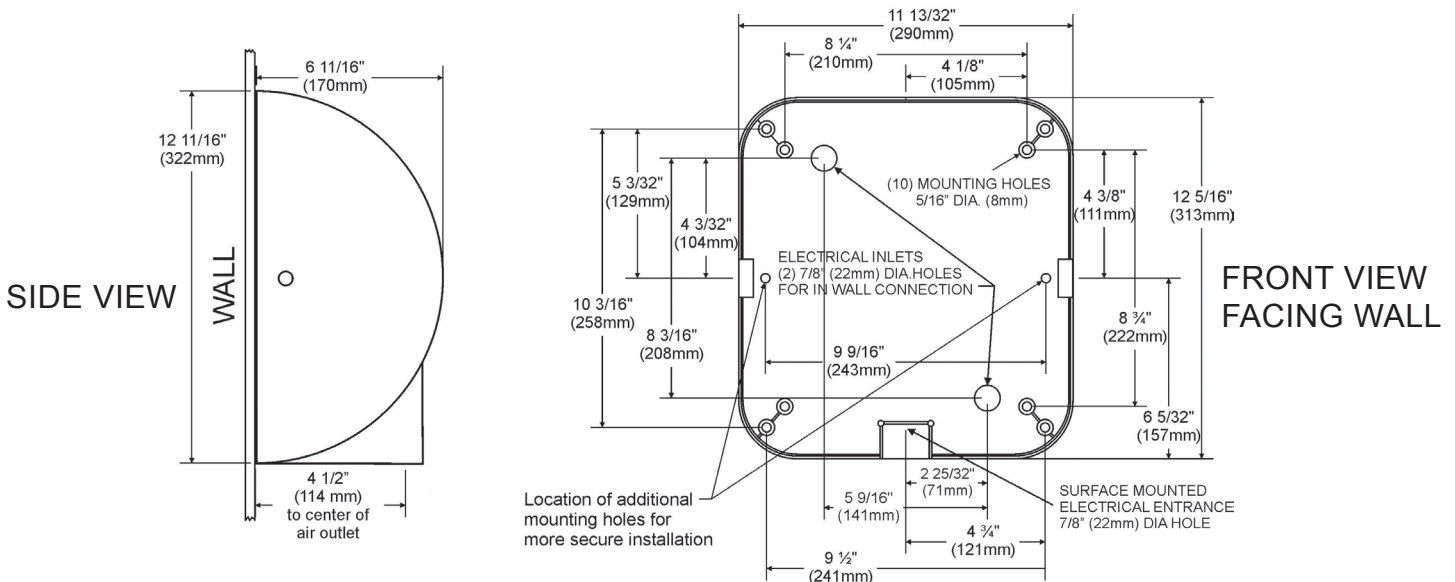 SIDE VIEW
WALL
6 11/16"
(170mm)
12 11/16"
(322mm)
4 1/2”
(114 mm)
to center of
air outlet
11 13/32"
(290mm)
8 ¼"
(210mm)
4 1/8"
(105mm)
5 3/32"
(129mm)
4 3/32"
(104mm)
10 3/16"
(258mm)
8 3/16"
(208mm)
(10) MOUNTING HOLES
5/16" DIA. (8mm)
ELECTRICAL INLETS
(2) 7/8" (22mm) DIA.HOLES
FOR IN WALL CONNECTION
9 9/16"
(243mm)
4 3/8"
(111mm)
12 5/16"
(313mm)
8 ¾"
(222mm)
6 5/32"
(157mm)
FRONT VIEW
FACING WALL
Location of additional
mounting holes for
more secure installation
2 25/32"
(71mm)
5 9/16"
(141mm)
4 ¾"
(121mm)
9 ½"
(241mm)
SURFACE MOUNTED
ELECTRICAL ENTRANCE
7/8" (22mm) DIA HOLE